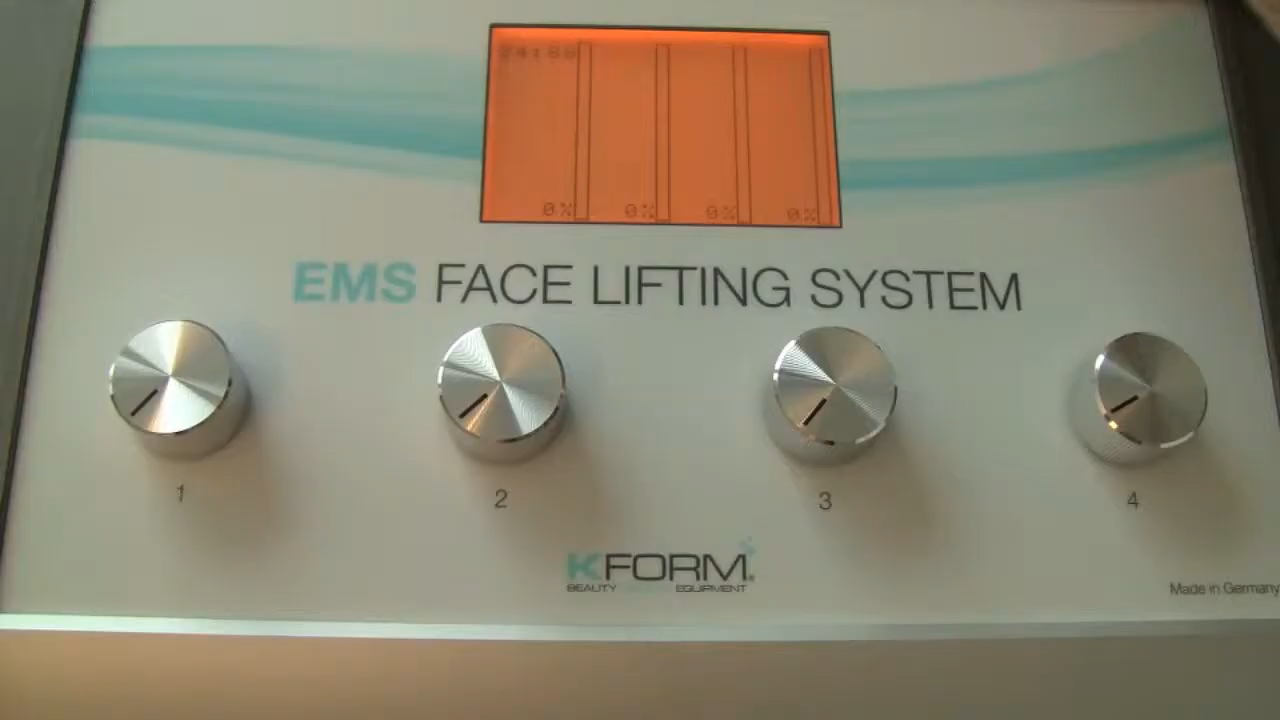 0% 0% 0% 0%
EMS FACE LIFTING SYSTEM
1 2 3 4
KFORM
BEAUTY EQUIPMENT
Made in Germany